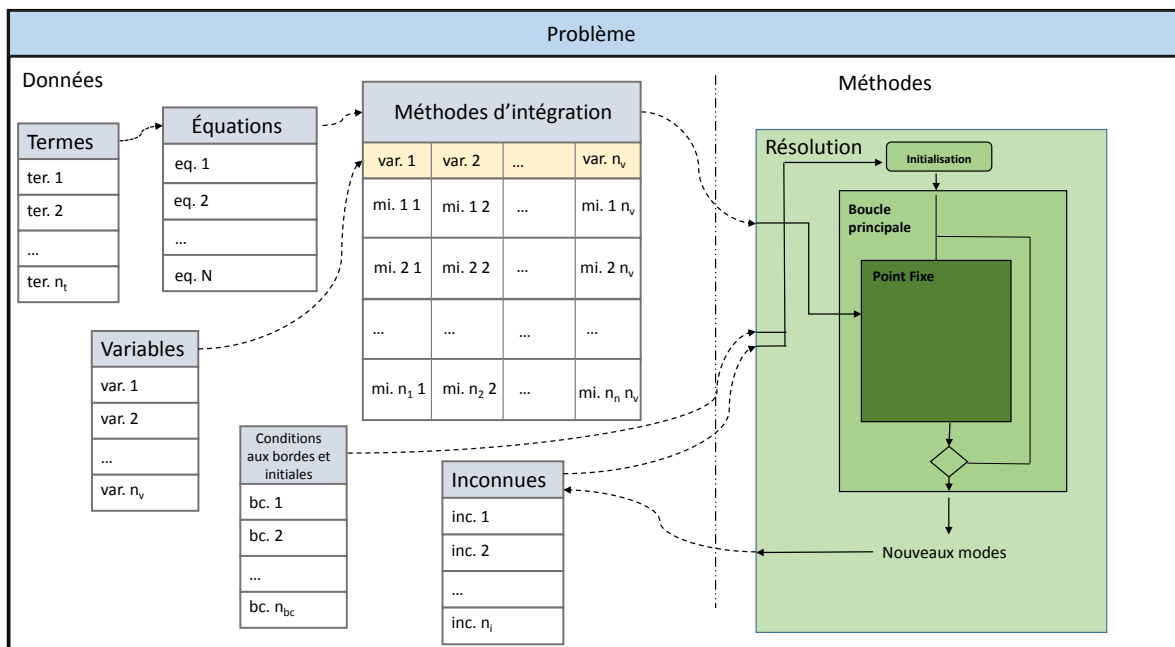 Problème
Données
Méthodes
Termes
ter. 1
ter. 2
...
ter. nt
Équations
eq. 1
eq. 2
...
eq. N
Méthodes d'intégration
var. 1 var. 2 ... var. nv
mi. 1 1 mi. 1 2 ... mi. 1 nv
mi. 2 1 mi. 2 2 ... mi. 2 nv
... ... ... ...
mi. n1 1 mi. n2 2 ... mi. nn nv
Variables
var. 1
var. 2
...
var. nv
Conditions
aux bordes et
initiales
bc. 1
bc. 2
...
bc. nbc
Inconnues
inc. 1
inc. 2
...
inc. ni
Résolution
Initialisation
Boucle
principale
Point Fixe
Nouveaux modes